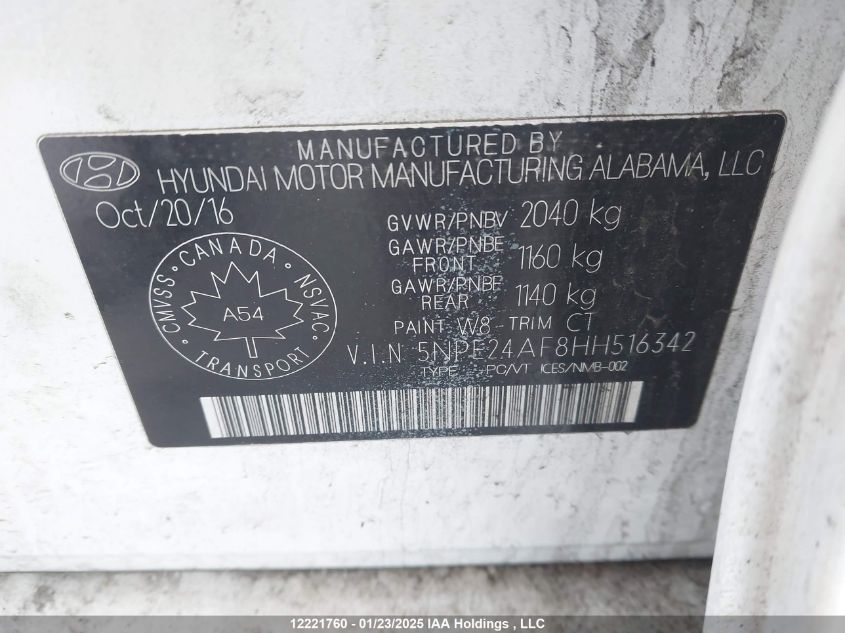 MANUFACTURED BY
HYUNDAI MOTOR MANUFACTURING ALABAMA, LLC
Oct/20/16
GVWR/PNBV 2040 kg
GAWR/PNBE FRONT 1160 kg
GAWR/PNBE REAR 1140 kg
PAINT W8 TRIM CT
V.I.N 5NPE24AF8HH516342
TYPE PC/VT ICES/NMB-002
CMVSS • CANADA • NSVAC • TRANSPORT •
A54
12221760 - 01/23/2025 IAA Holdings , LLC